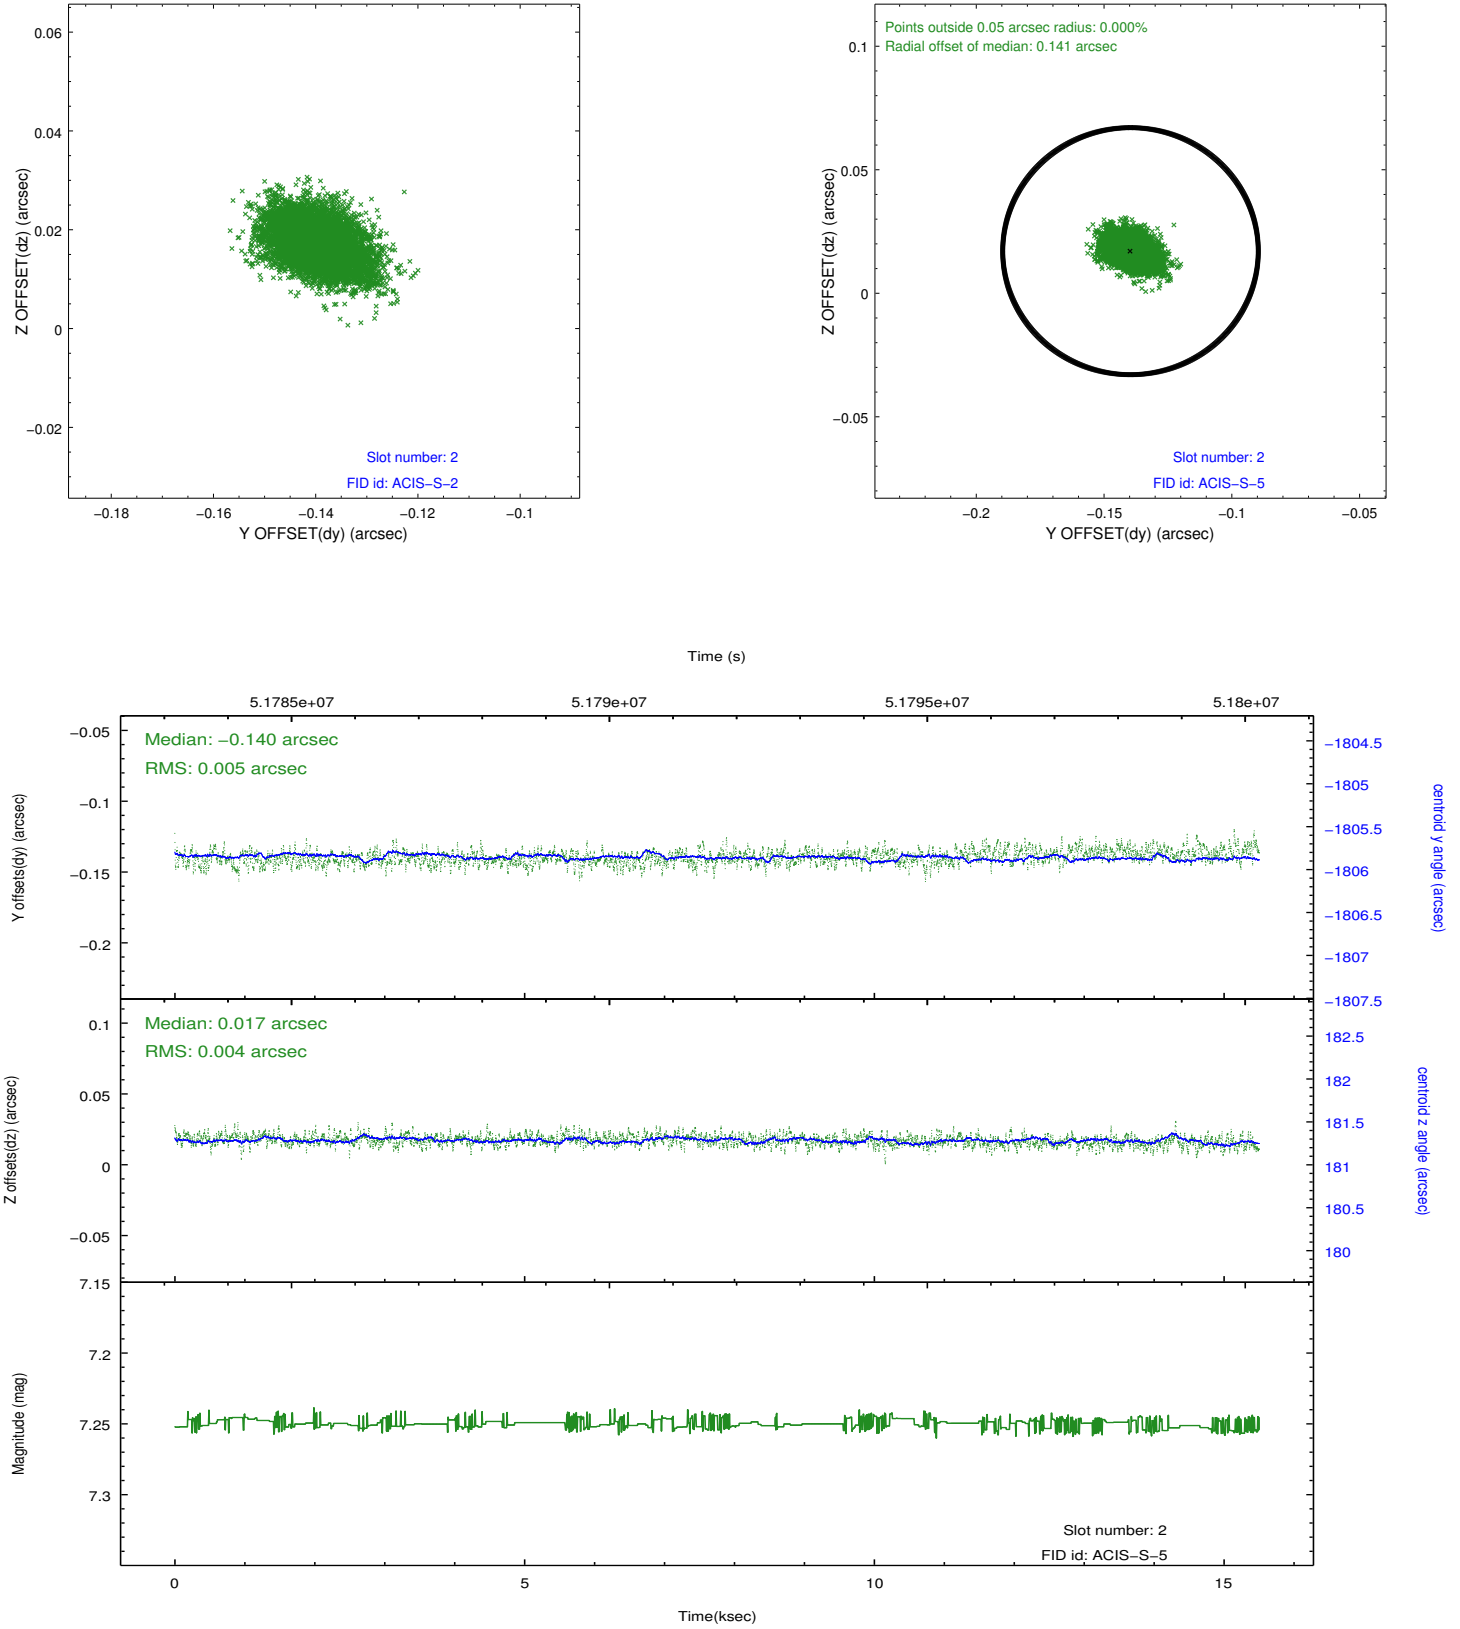 0.06
0.04
0.02
0
−0.02
Z OFFSET(dz) (arcsec)
Slot number: 2
FID id: ACIS−S−2
−0.18 −0.16 −0.14 −0.12 −0.1
Y OFFSET(dy) (arcsec)
Points outside 0.05 arcsec radius: 0.000%
Radial offset of median: 0.141 arcsec
0.1
0.05
0
−0.05
Z OFFSET(dz) (arcsec)
Slot number: 2
FID id: ACIS−S−5
−0.2 −0.15 −0.1 −0.05
Y OFFSET(dy) (arcsec)
Time (s)
5.1785e+07 5.179e+07 5.1795e+07 5.18e+07
Median: −0.140 arcsec
RMS: 0.005 arcsec
−0.05
−0.1
−0.15
−0.2
Y offsets(dy) (arcsec)
−1804.5
−1805
−1805.5
−1806
−1806.5
−1807
−1807.5
centroid y angle (arcsec)
Median: 0.017 arcsec
RMS: 0.004 arcsec
0.1
0.05
0
−0.05
Z offsets(dz) (arcsec)
182.5
182
181.5
181
180.5
180
centroid z angle (arcsec)
7.15
7.2
7.25
7.3
Magnitude (mag)
Slot number: 2
FID id: ACIS−S−5
0 5 10 15
Time(ksec)